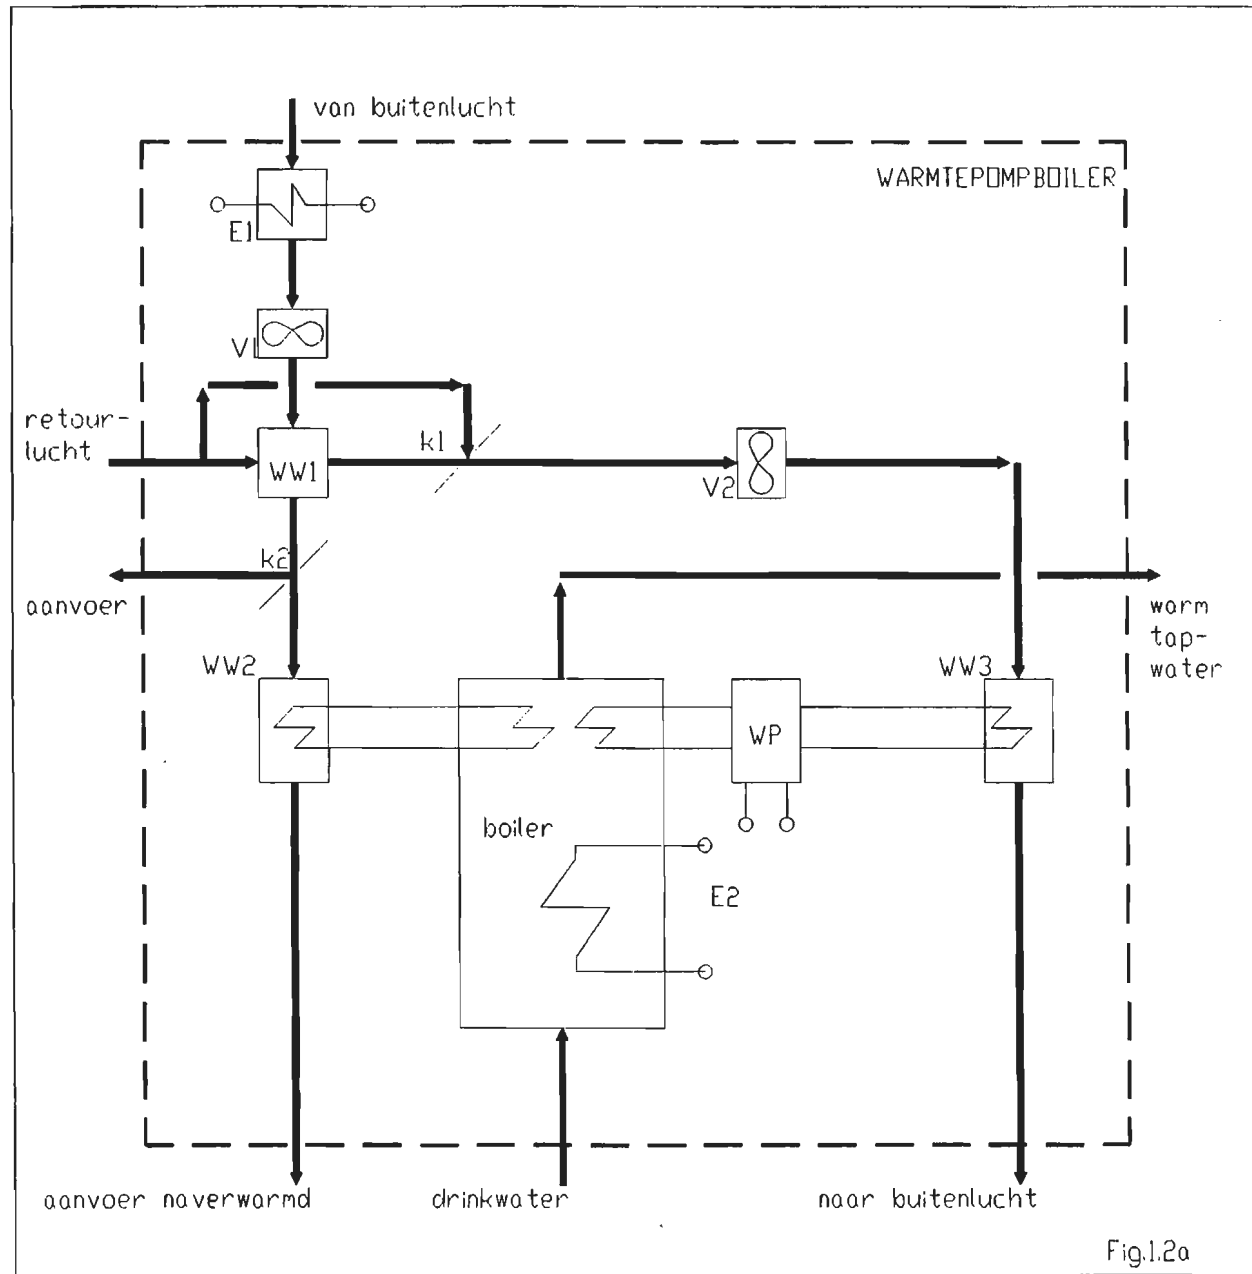 van buitenlucht
WARMTEPOMPBOILER
E1
V1
retour-
lucht
k1
WW1
V2
k2
aanvoer
warm
tap-
water
WW2
WW3
WP
boiler
E2
aanvoer naverwarmd
drinkwater
naar buitenlucht
Fig.1.2a